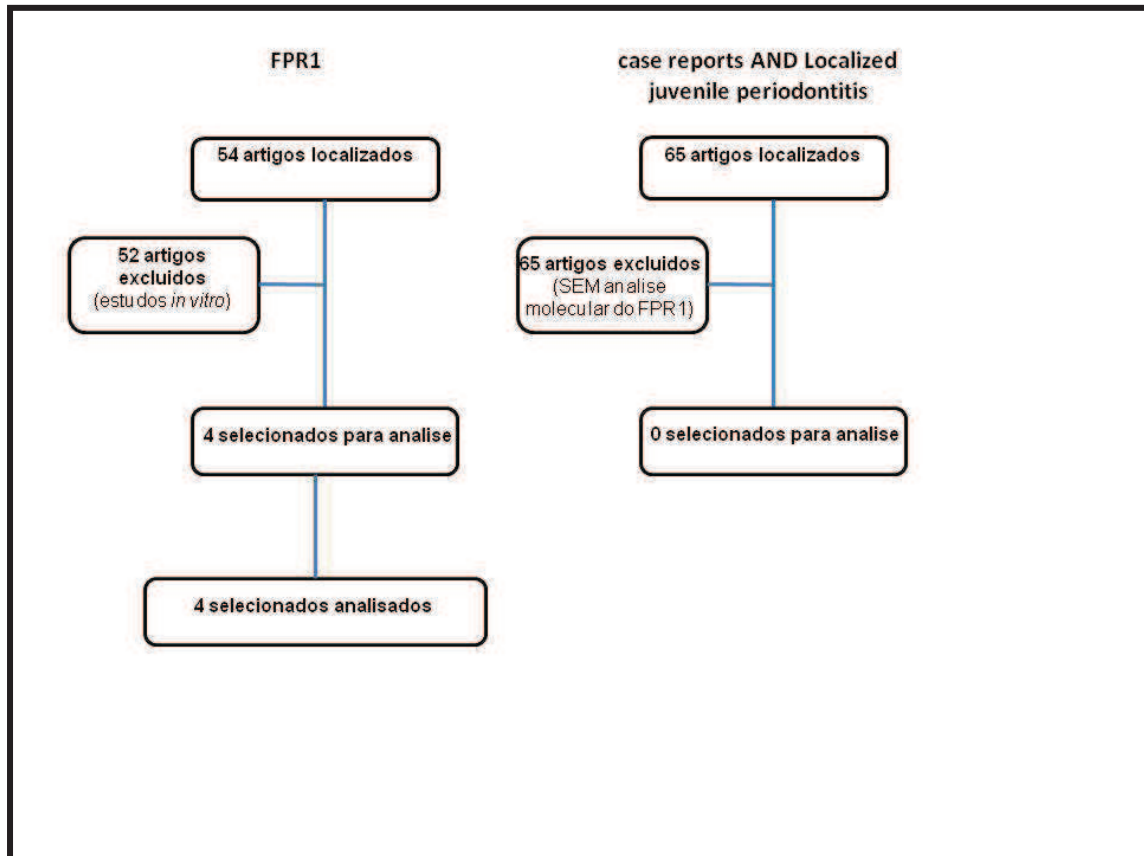 FPR1
54 artigos localizados
52 artigos
excluidos
(estudos in vitro)
4 selecionados para analise
4 selecionados analisados
case reports AND Localized
juvenile periodontitis
65 artigos localizados
65 artigos excluidos
(SEM analise
molecular do FPR1)
0 selecionados para analise